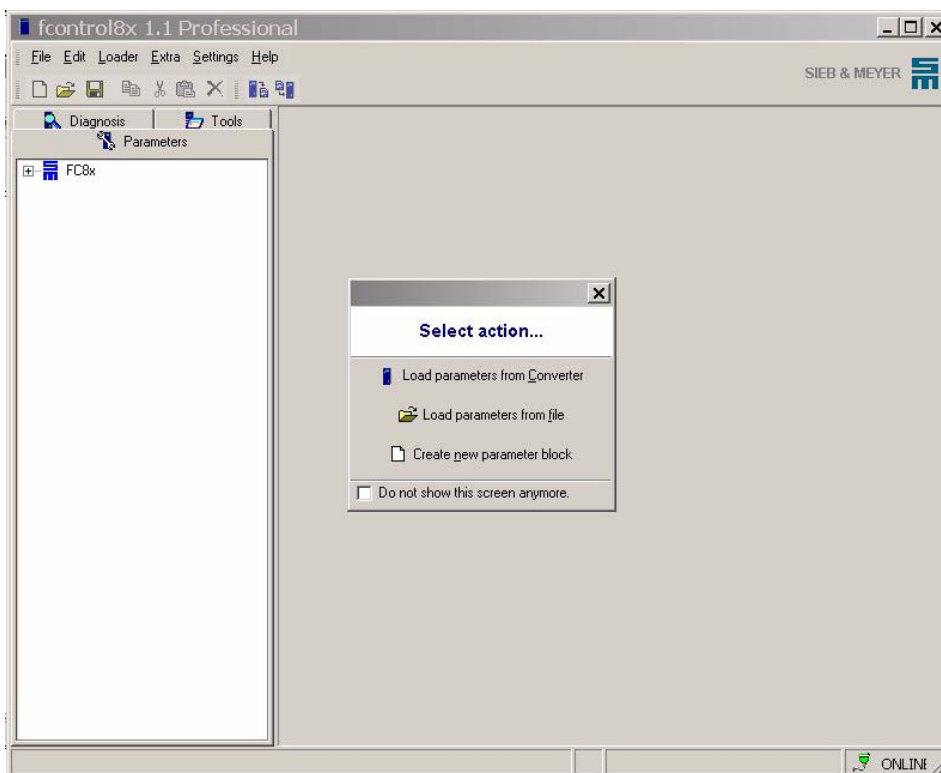 fcontrol8x 1.1 Professional
File Edit Loader Extra Settings Help
SIEB & MEYER
Diagnosis Tools
Parameters
FC8x
Select action...
Load parameters from Converter
Load parameters from file
Create new parameter block
Do not show this screen anymore.
ONLINE